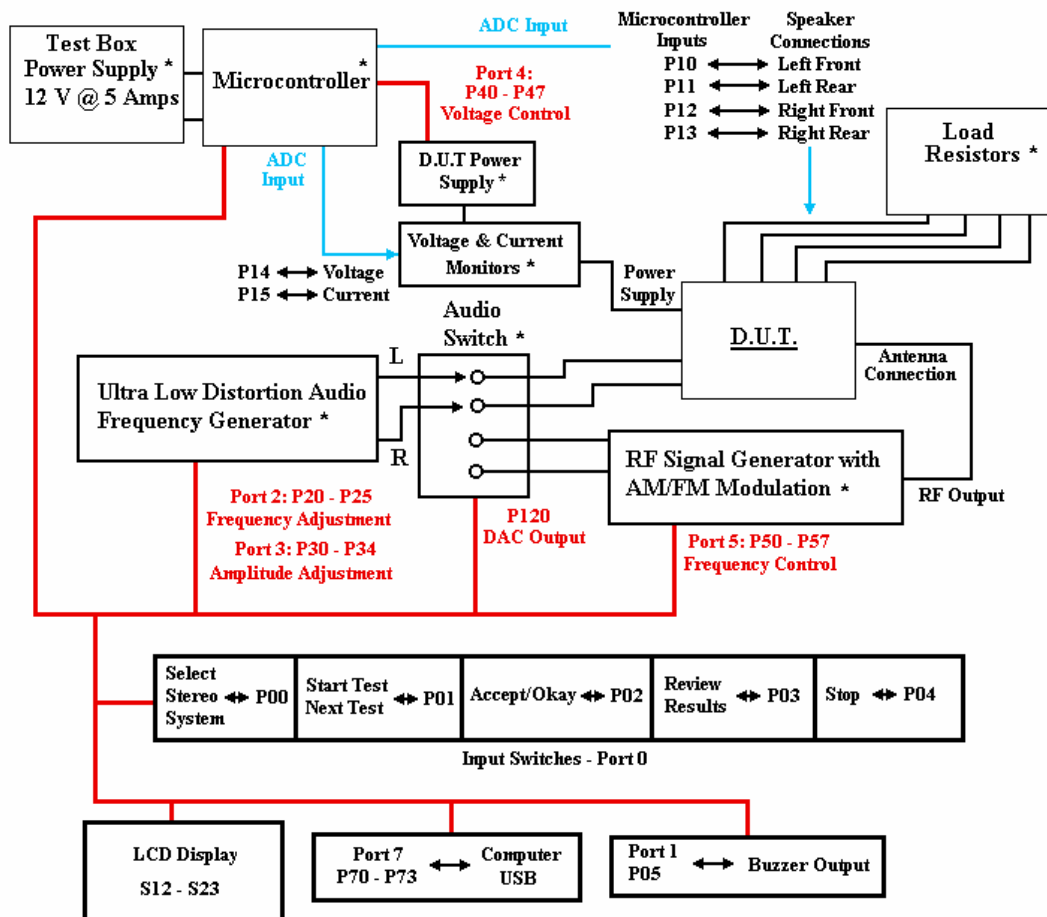 Test Box
Power Supply *
12 V @ 5 Amps
Microcontroller *
ADC Input
Microcontroller
Inputs
Speaker
Connections
P10 Left Front
P11 Left Rear
P12 Right Front
P13 Right Rear
Port 4:
P40 - P47
Voltage Control
Load
Resistors *
ADC
Input
D.U.T Power
Supply *
Voltage & Current
Monitors *
P14 Voltage
P15 Current
Power
Supply
D.U.T.
Antenna
Connection
Audio
Switch *
L
R
Ultra Low Distortion Audio
Frequency Generator *
RF Signal Generator with
AM/FM Modulation *
RF Output
Port 2: P20 - P25
Frequency Adjustment
Port 3: P30 - P34
Amplitude Adjustment
P120
DAC Output
Port 5: P50 - P57
Frequency Control
Select
Stereo
System
P00
Start Test
Next Test
P01
Accept/Okay P02
Review
Results
P03
Stop P04
Input Switches - Port 0
LCD Display
S12 - S23
Port 7
P70 - P73
Computer
USB
Port 1
P05
Buzzer Output